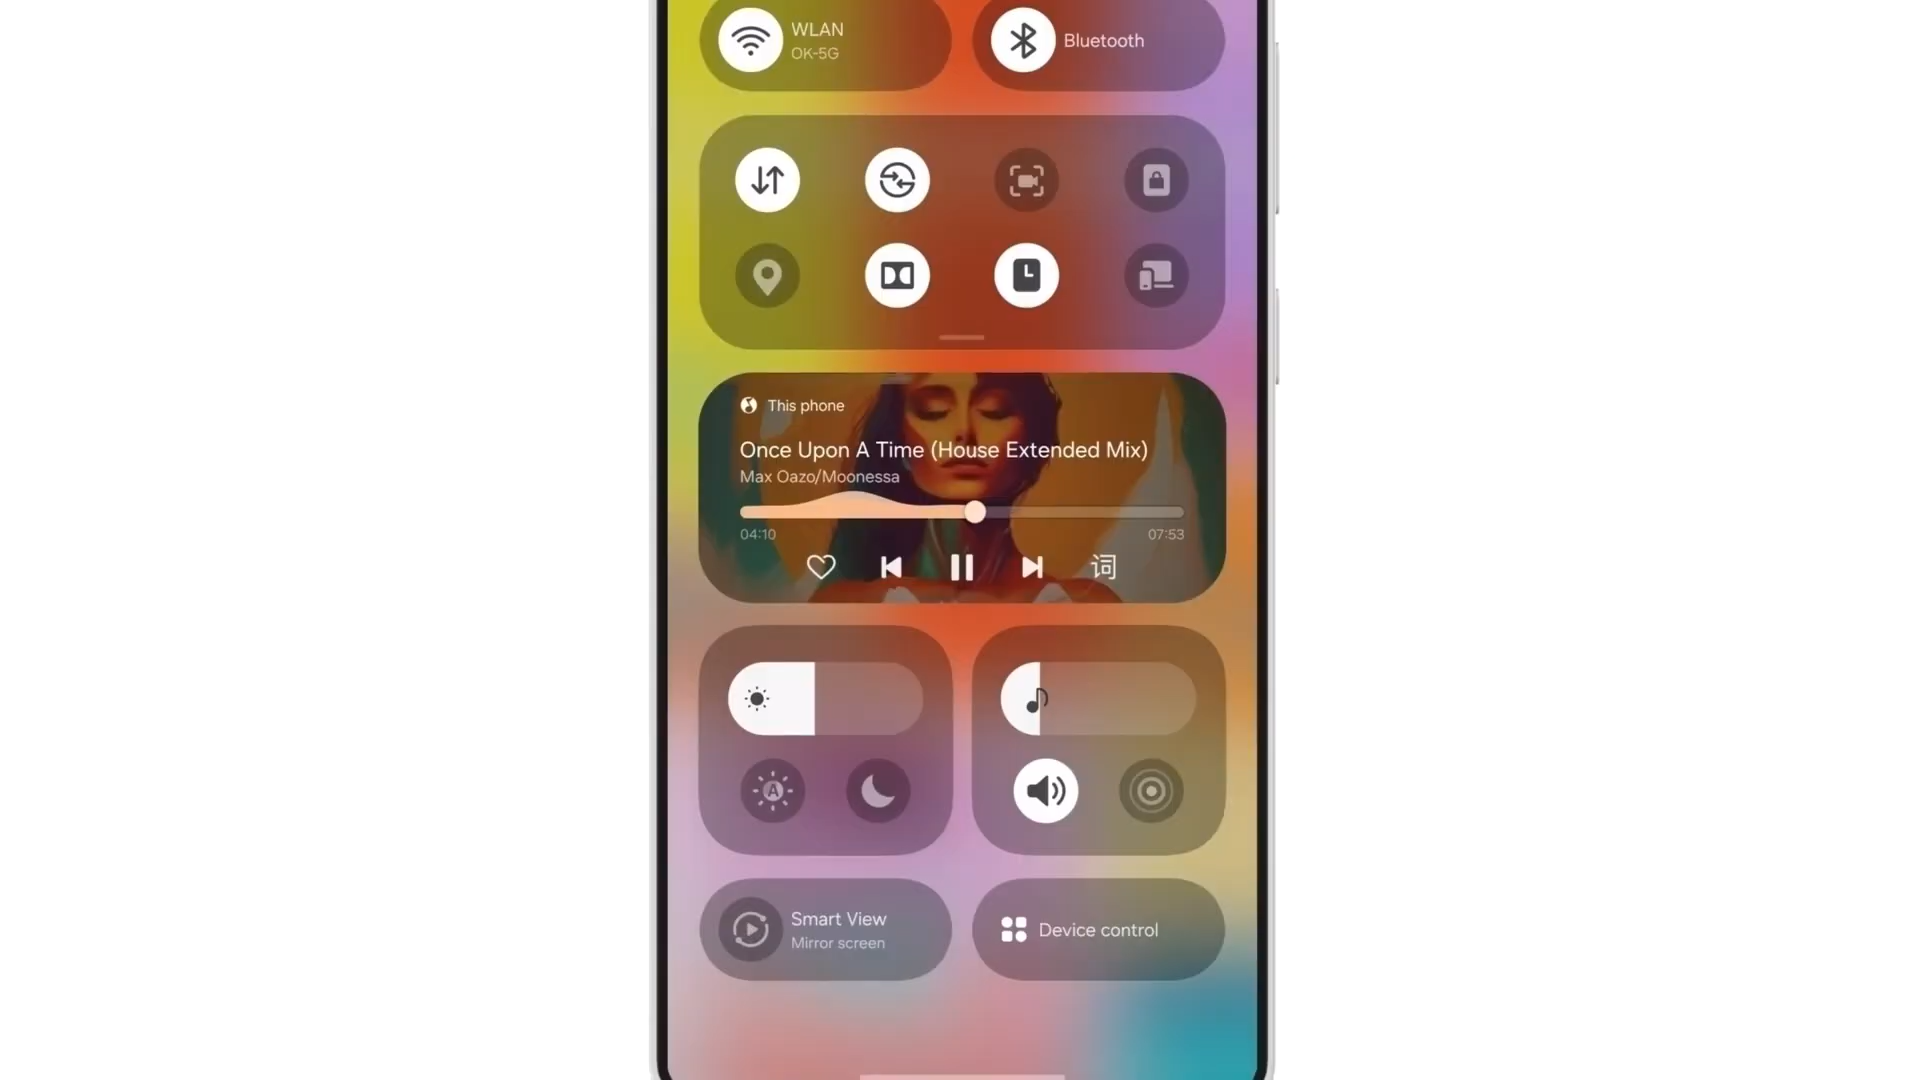 WLAN
OK-5G
Bluetooth
This phone
Once Upon A Time (House Extended Mix)
Max Oazo/Moonessa
04:10
07:53
词
A
Smart View
Mirror screen
Device control